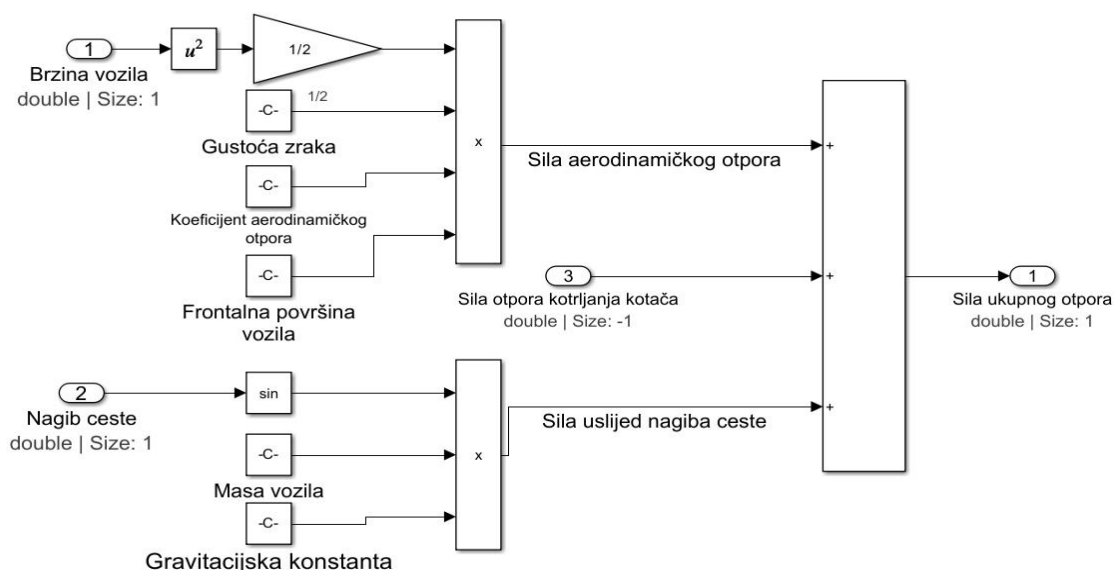 1
Brzina vozila
double | Size: 1
u²
1/2
-C-
1/2
Gustoća zraka
-C-
Koeficijent aerodinamičkog
otpora
-C-
Frontalna površina
vozila
x
Sila aerodinamičkog otpora
3
Sila otpora kotrljanja kotača
double | Size: -1
2
Nagib ceste
double | Size: 1
sin
-C-
Masa vozila
-C-
Gravitacijska konstanta
x
Sila uslijed nagiba ceste
+
+
+
1
Sila ukupnog otpora
double | Size: 1